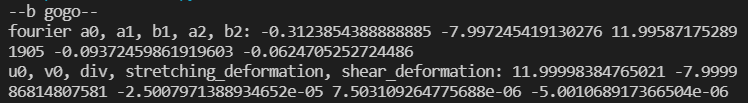 --b gogo--
fourier a0, a1, b1, a2, b2: -0.3123854388888885 -7.997245419130276 11.99587175289
1905 -0.09372459861919603 -0.0624705252724486
u0, v0, div, stretching_deformation, shear_deformation: 11.99998384765021 -7.9999
86814807581 -2.5007971388934652e-05 7.503109264775688e-06 -5.001068917366504e-06